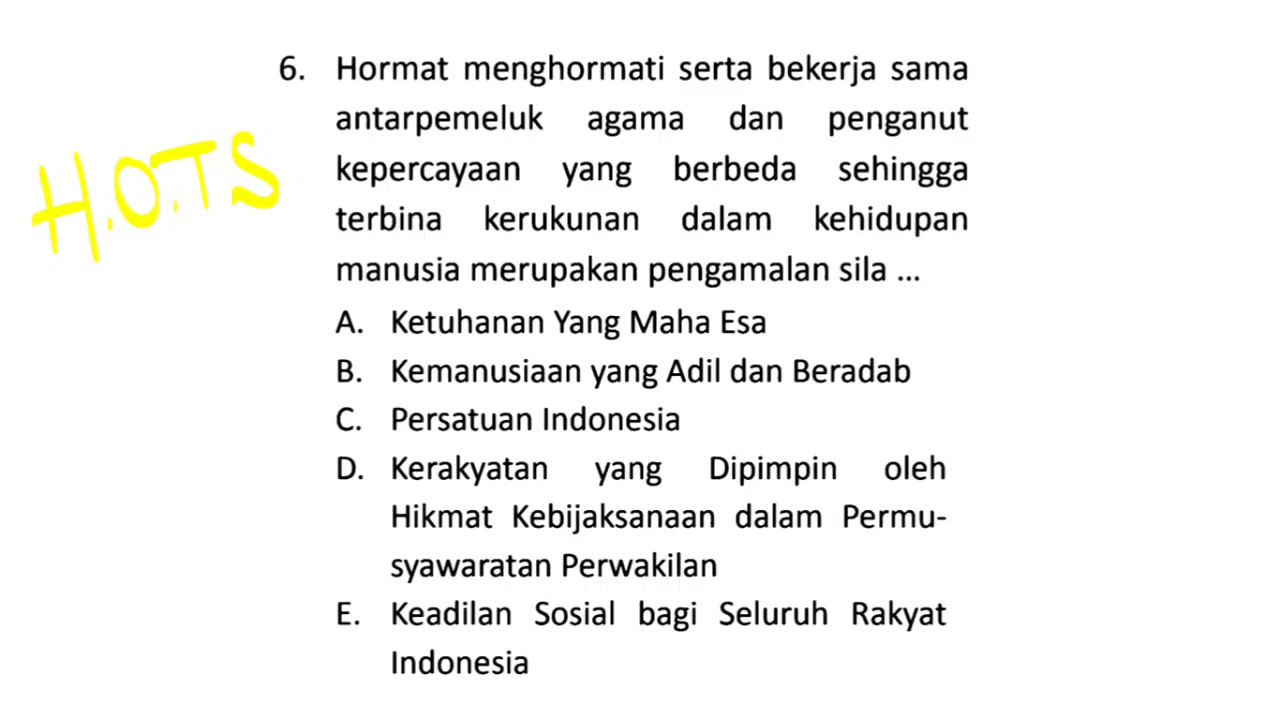 6. Hormat menghormati serta bekerja sama
antarpemeluk agama dan penganut
H.O.T.S
kepercayaan yang berbeda sehingga
terbina kerukunan dalam kehidupan
manusia merupakan pengamalan sila ...
A. Ketuhanan Yang Maha Esa
B. Kemanusiaan yang Adil dan Beradab
C. Persatuan Indonesia
D. Kerakyatan yang Dipimpin oleh
Hikmat Kebijaksanaan dalam Permu-
syawaratan Perwakilan
E. Keadilan Sosial bagi Seluruh Rakyat
Indonesia